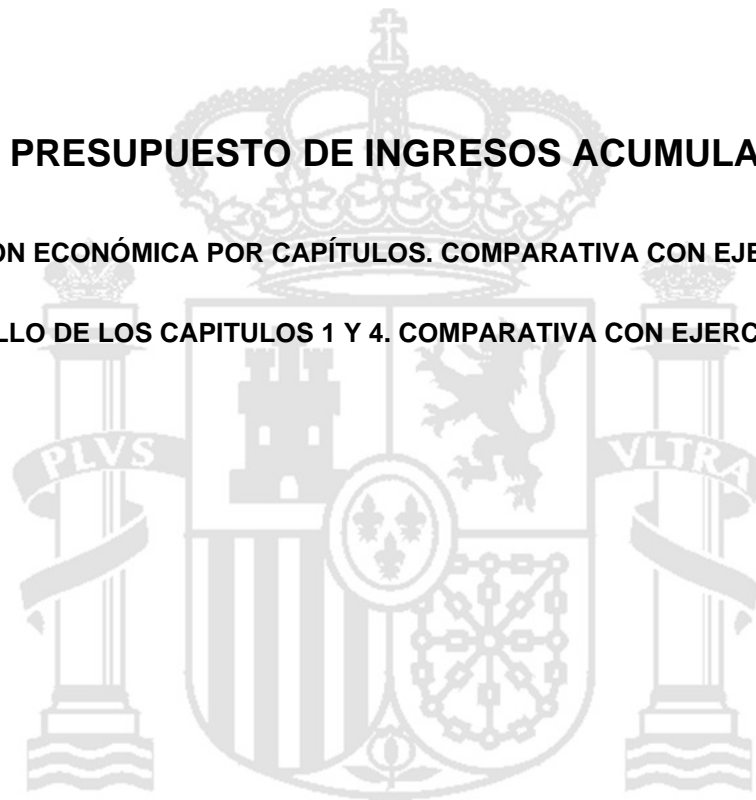 PRESUPUESTO DE INGRESOS ACUMULA
ON ECONÓMICA POR CAPÍTULOS. COMPARATIVA CON EJE
LLO DE LOS CAPITULOS 1 Y 4. COMPARATIVA CON EJERC
PLVS VLTRA